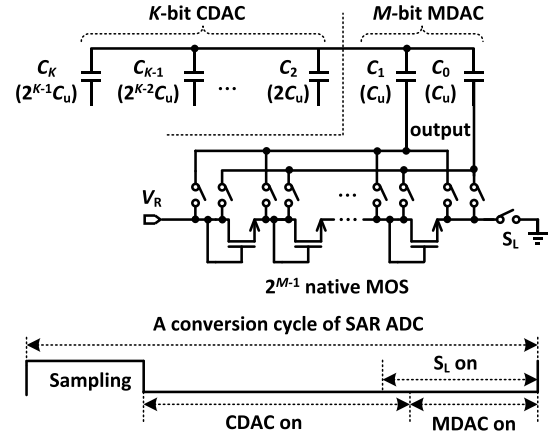 K-bit CDAC
M-bit MDAC
C_K C_{K-1} C_2 C_1 C_0
(2^{K-1}C_u) (2^{K-2}C_u) ... (2C_u) (C_u) (C_u)
output
V_R
...
S_L
2^{M-1} native MOS
A conversion cycle of SAR ADC
S_L on
Sampling
CDAC on
MDAC on